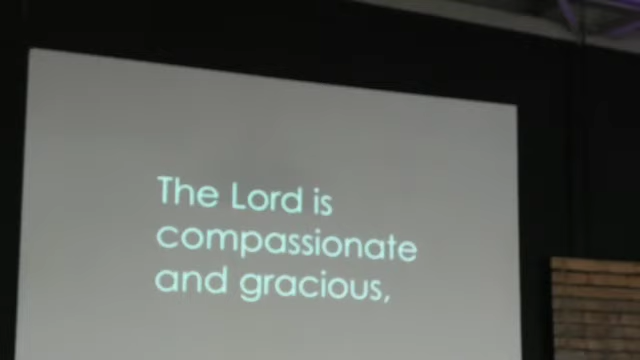 The Lord is
compassionate
and gracious,